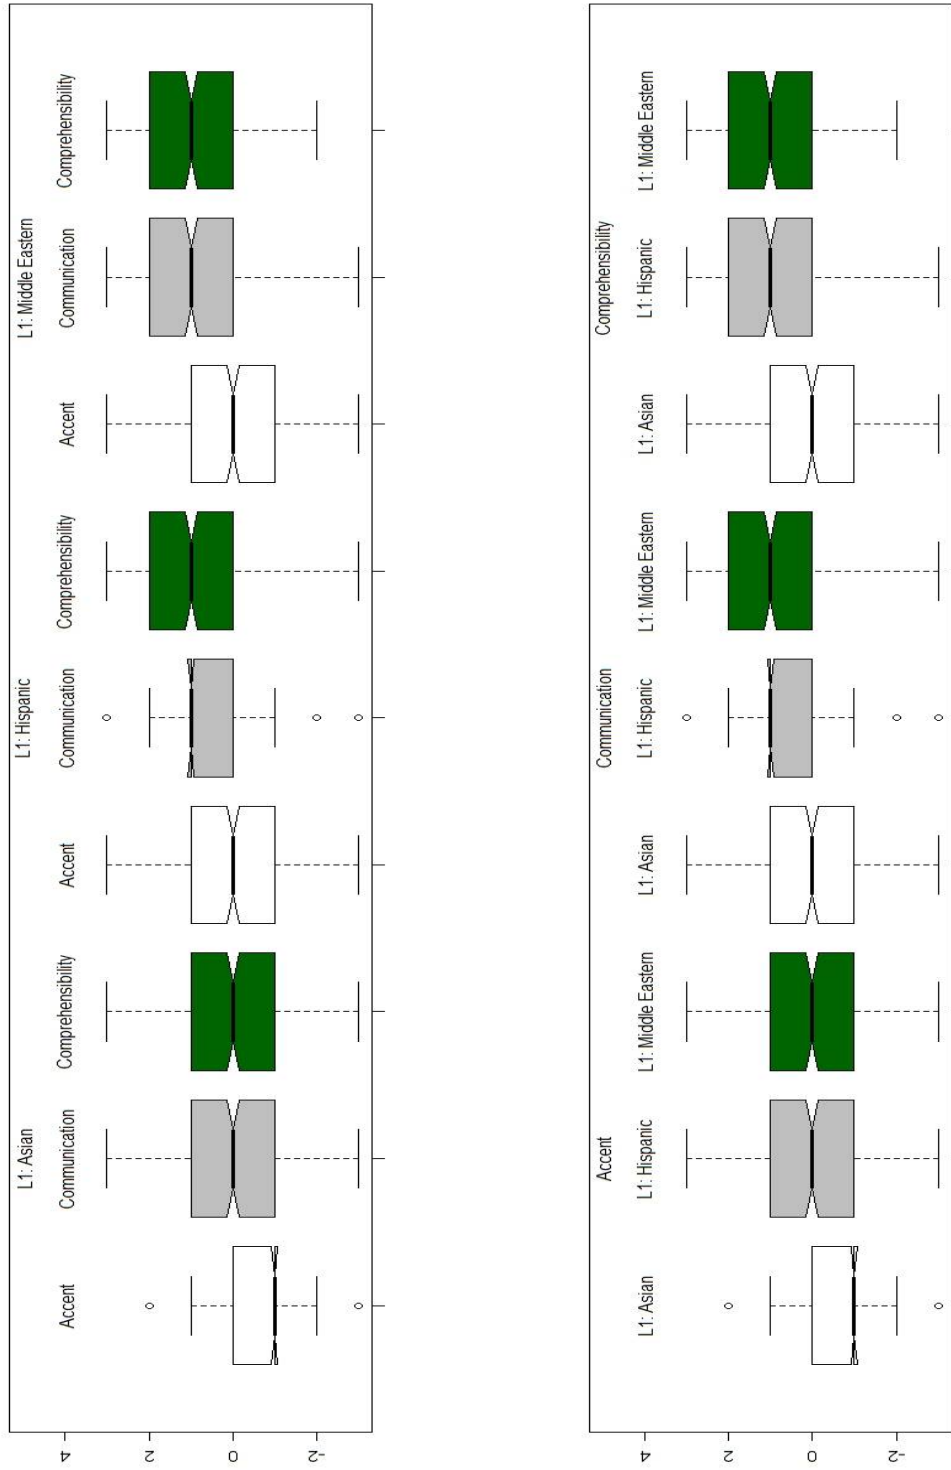 L1: Asian L1: Hispanic L1: Middle Eastern
Accent Communication Comprehensibility Accent Communication Comprehensibility Accent Communication Comprehensibility
4
2
0
-2
Accent Communication Comprehensibility
L1: Asian L1: Hispanic L1: Middle Eastern L1: Asian L1: Hispanic L1: Middle Eastern L1: Asian L1: Hispanic L1: Middle Eastern
4
2
0
-2